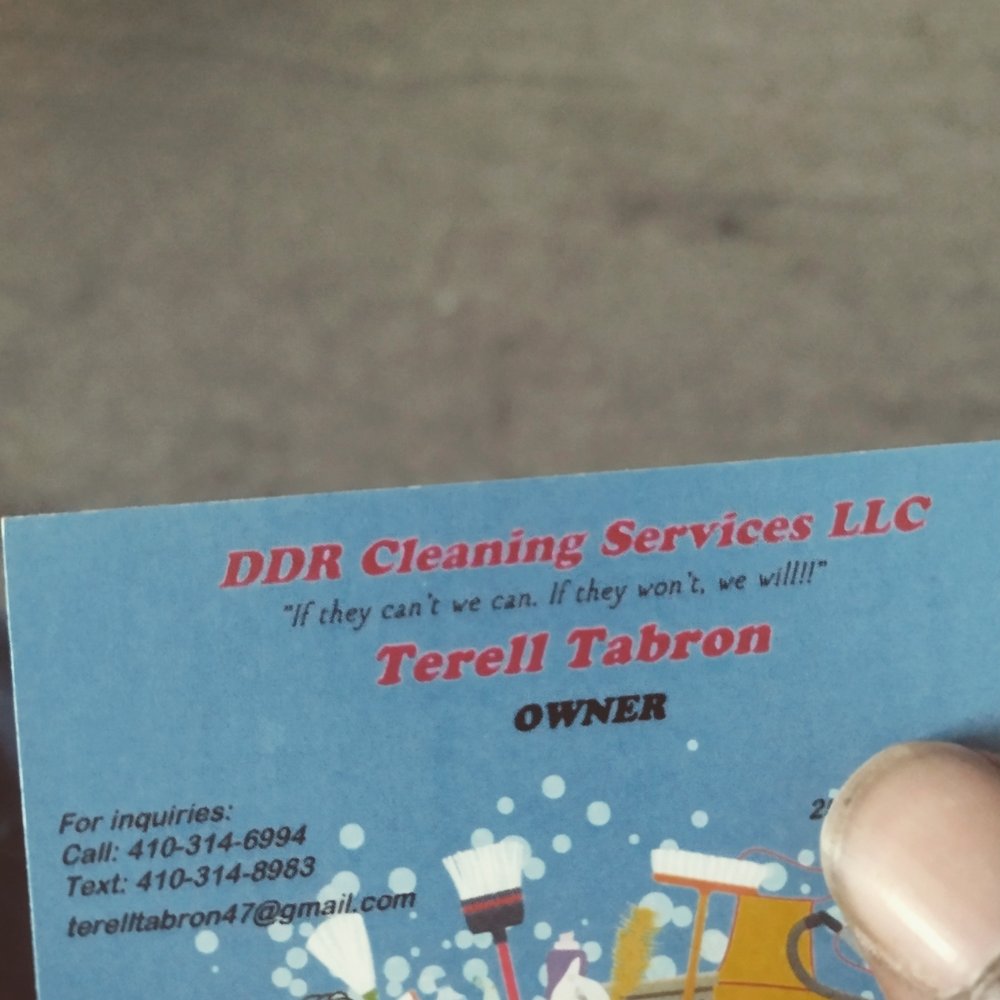 DDR Cleaning Services LLC
"If they can't we can. If they won't, we will!!!"
Terell Tabron
OWNER
For inquiries:
Call: 410-314-6994
Text: 410-314-8983
terelltabron47@gmail.com